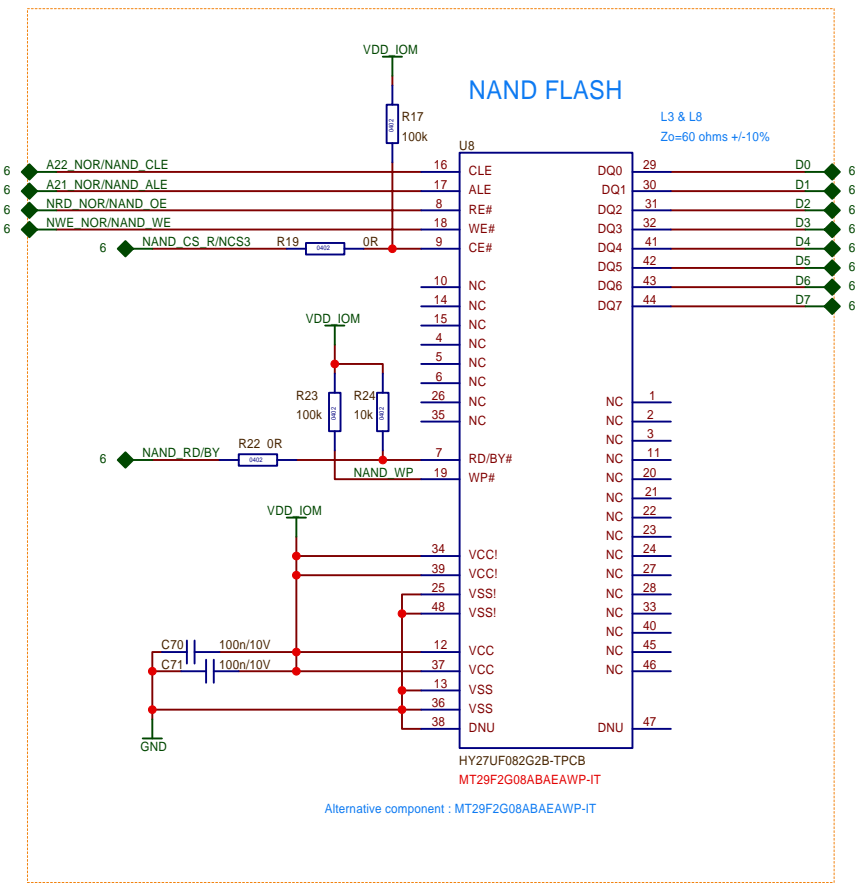 VDD_IOM
NAND FLASH
R17
0402
100k
L3 & L8
Zo=60 ohms +/-10%
U8
6 A22_NOR/NAND_CLE 16 CLE DQ0 29 D0 6
6 A21_NOR/NAND_ALE 17 ALE DQ1 30 D1 6
6 NRD_NOR/NAND_OE 8 RE# DQ2 31 D2 6
6 NWE_NOR/NAND_WE 18 WE# DQ3 32 D3 6
6 NAND_CS_R/NCS3 R19 0402 0R 9 CE# DQ4 41 D4 6
DQ5 42 D5 6
10 NC DQ6 43 D6 6
14 NC DQ7 44 D7 6
15 NC
VDD_IOM
4 NC
5 NC
6 NC
26 NC NC 1
35 NC NC 2
R23 0402 100k
R24 0402 10k
NC 3
6 NAND_RD/BY R22 0R 0402 7 RD/BY# NC 11
NAND_WP 19 WP# NC 20
NC 21
VDD_IOM
NC 22
NC 23
34 VCC! NC 24
39 VCC! NC 27
25 VSS! NC 28
48 VSS! NC 33
NC 40
C70 100n/10V 12 VCC NC 45
C71 100n/10V 37 VCC NC 46
13 VSS
36 VSS
38 DNU DNU 47
GND
HY27UF082G2B-TPCB
MT29F2G08ABAEAWP-IT
Alternative component : MT29F2G08ABAEAWP-IT